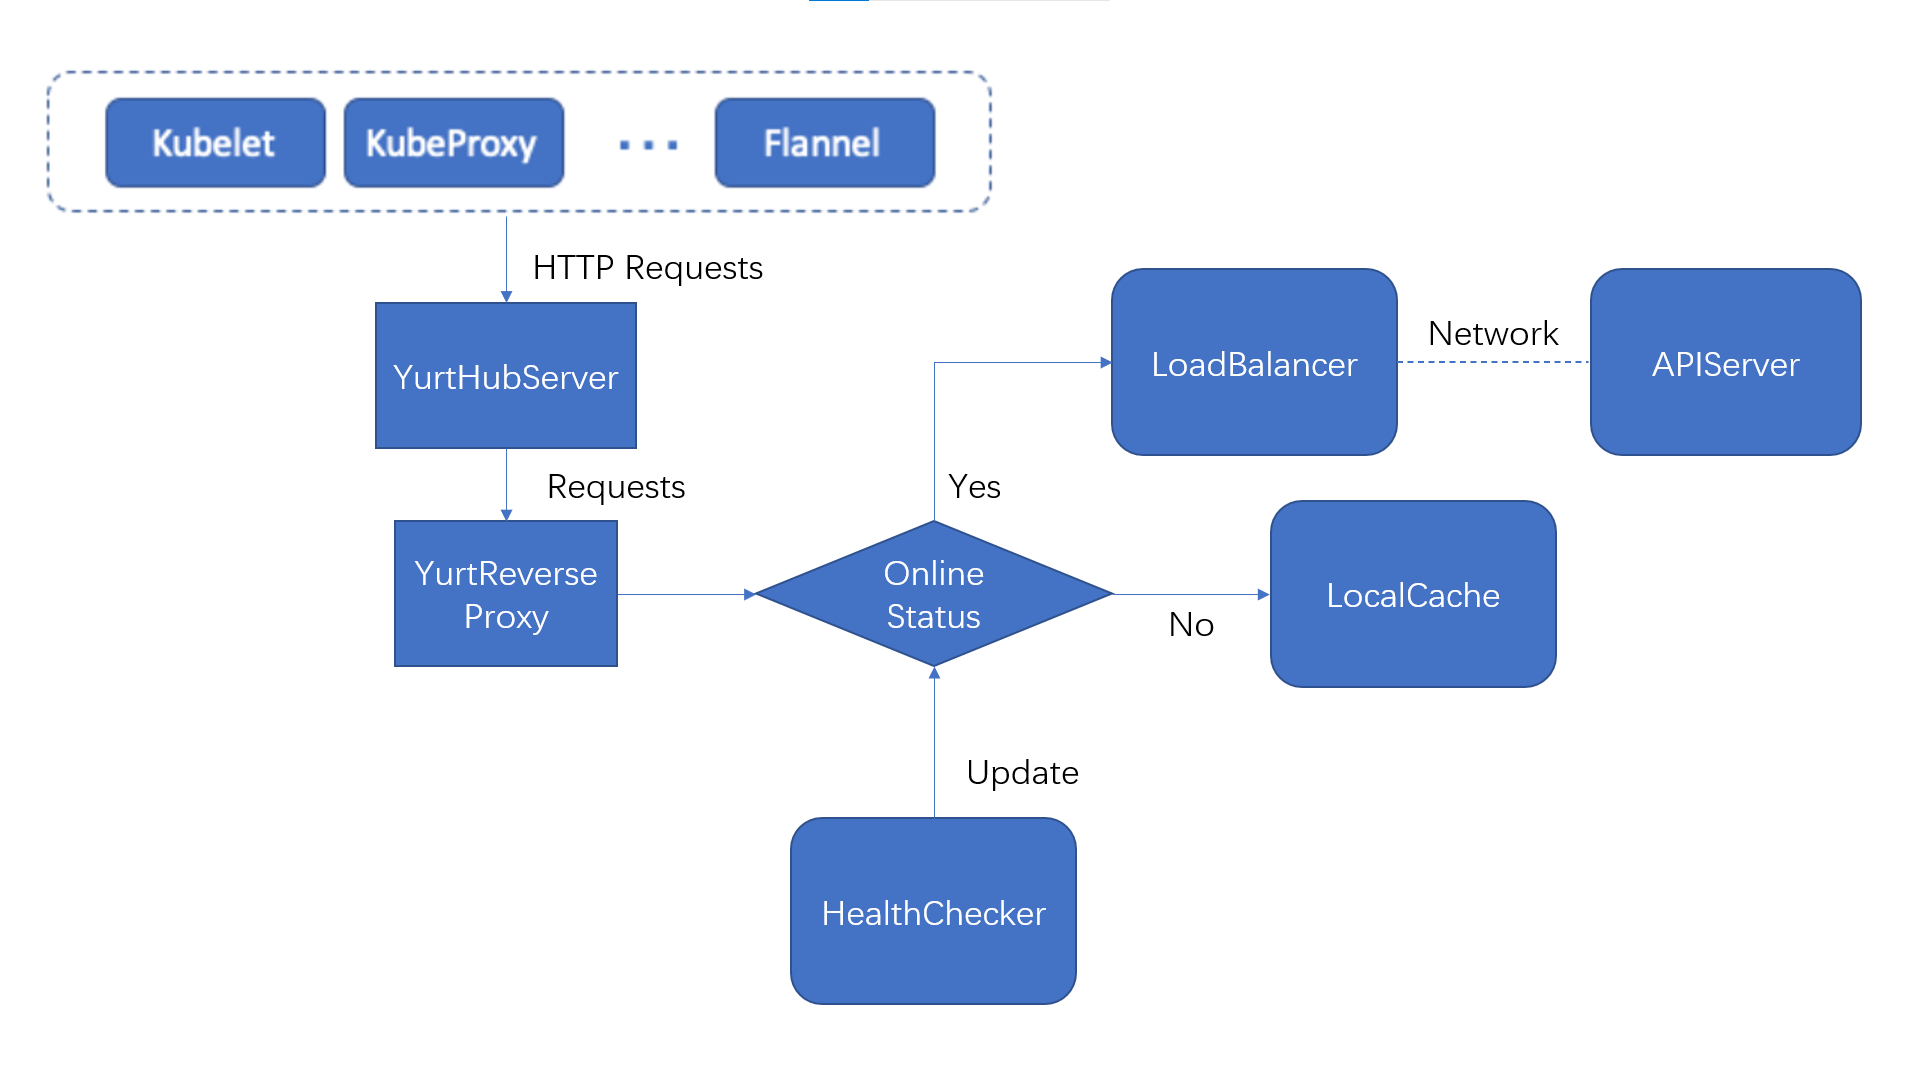 Kubelet
KubeProxy
...
Flannel
HTTP Requests
YurtHubServer
Requests
YurtReverse
Proxy
Online
Status
Yes
LoadBalancer
Network
APIServer
No
LocalCache
Update
HealthChecker